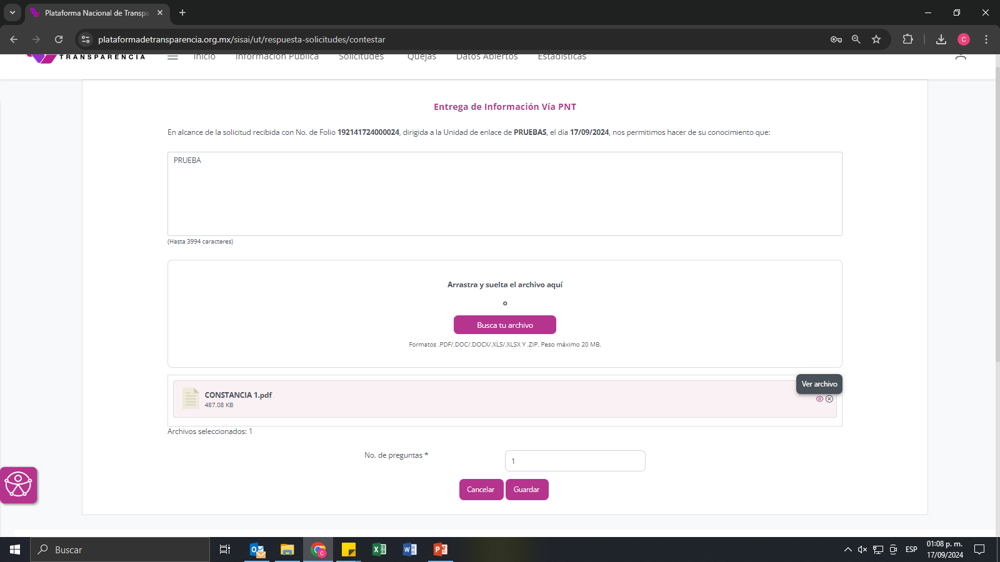 Plataforma Nacional de Transpa
plataformadetransparencia.org.mx/sisai/ut/respuesta-solicitudes/contestar
C
TRANSPARENCIA
Inicio
Información Pública
Solicitudes
Quejas
Datos Abiertos
Estadísticas
Entrega de Información Vía PNT
En alcance de la solicitud recibida con No. de Folio 192141724000024, dirigida a la Unidad de enlace de PRUEBAS, el día 17/09/2024, nos permitimos hacer de su conocimiento que:
PRUEBA
(Hasta 3994 caracteres)
Arrastra y suelta el archivo aquí
o
Busca tu archivo
Formatos .PDF/.DOC/.DOCX/.XLS/.XLSX Y .ZIP. Peso máximo 20 MB.
Ver archivo
CONSTANCIA 1.pdf
487.08 KB
Archivos seleccionados: 1
No. de preguntas *
1
Cancelar
Guardar
Buscar
ESP
01:08 p. m.
17/09/2024